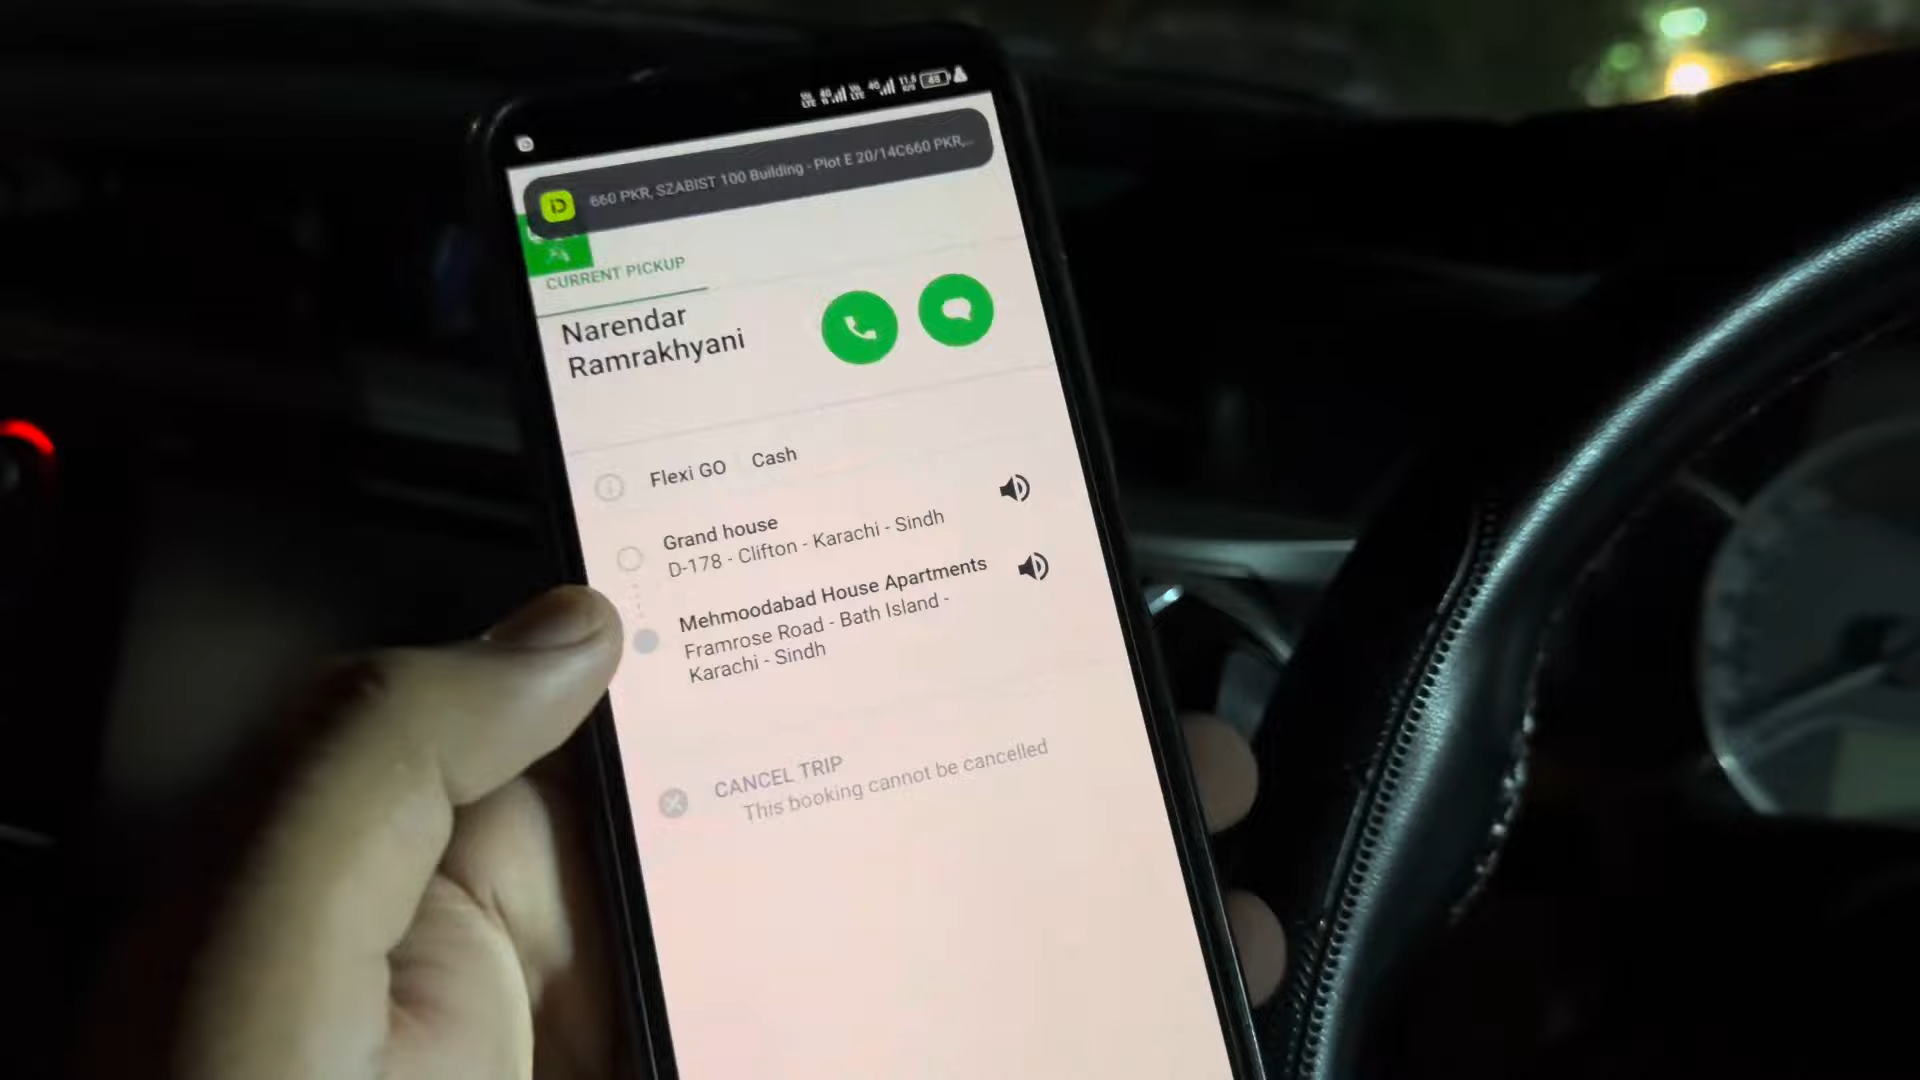 660 PKR, SZABIST 100 Building - Plot E 20/14C660 PKR,...
CURRENT PICKUP
Narendar
Ramrakhyani
Flexi GO Cash
Grand house
D-178 - Clifton - Karachi - Sindh
Mehmoodabad House Apartments
Framrose Road - Bath Island -
Karachi - Sindh
CANCEL TRIP
This booking cannot be cancelled